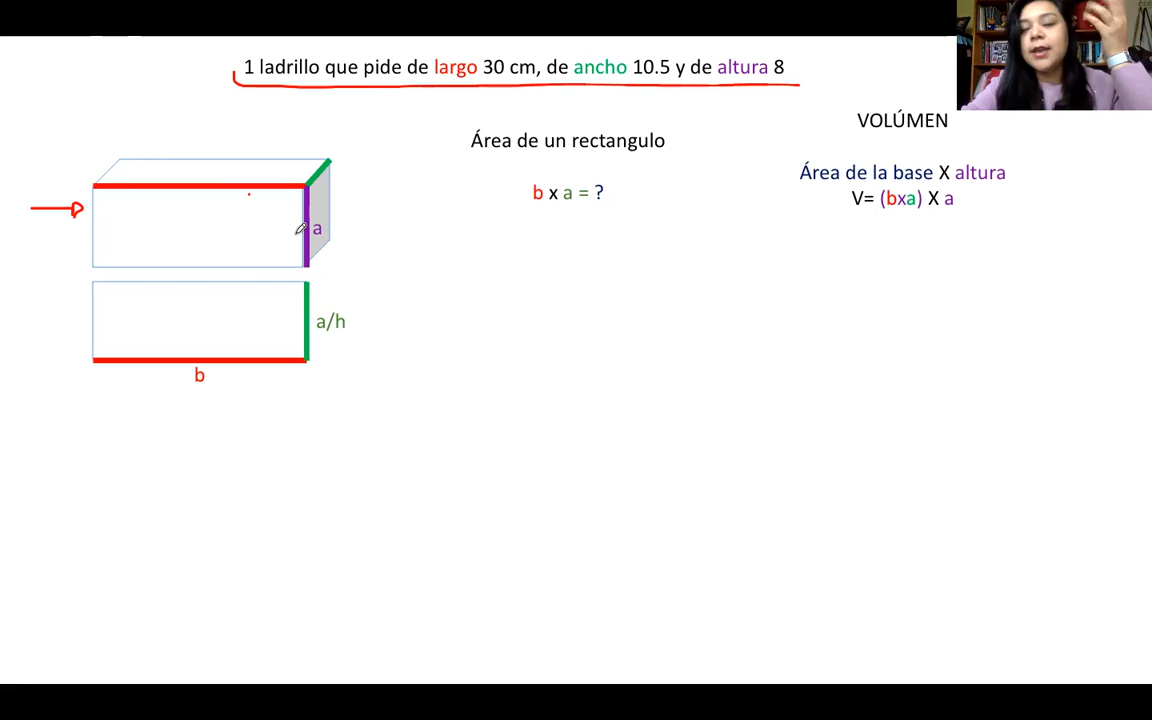 1 ladrillo que pide de largo 30 cm, de ancho 10.5 y de altura 8
VOLÚMEN
Área de un rectangulo
Área de la base X altura
b x a = ?
V= (bxa) X a
a
a/h
b